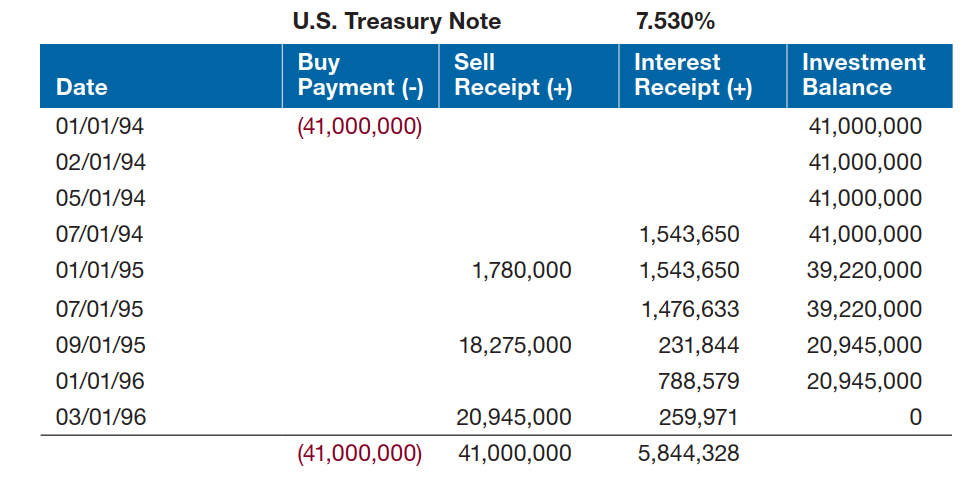 U.S. Treasury Note 7.530%
Buy Sell Interest Investment
Date Payment (-) Receipt (+) Receipt (+) Balance
01/01/94 (41,000,000) 41,000,000
02/01/94 41,000,000
05/01/94 41,000,000
07/01/94 1,543,650 41,000,000
01/01/95 1,780,000 1,543,650 39,220,000
07/01/95 1,476,633 39,220,000
09/01/95 18,275,000 231,844 20,945,000
01/01/96 788,579 20,945,000
03/01/96 20,945,000 259,971 0
(41,000,000) 41,000,000 5,844,328